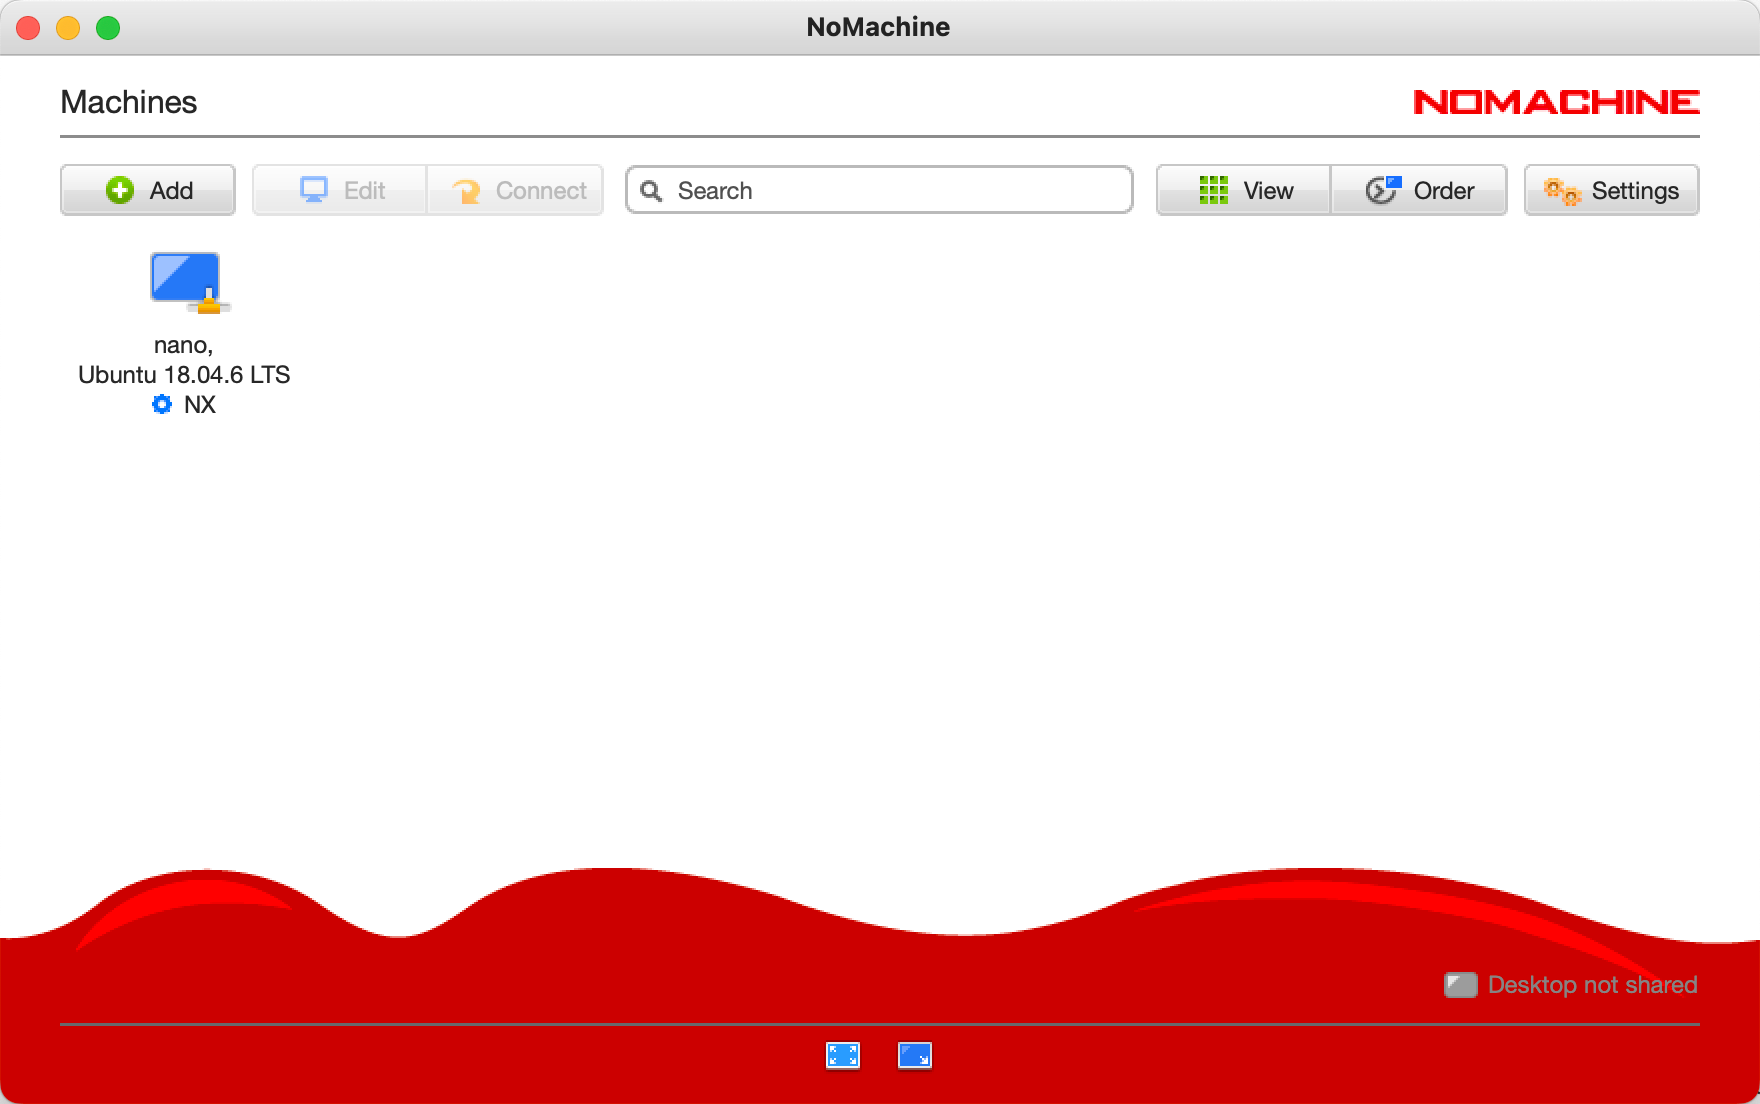 NoMachine
Machines
NOMACHINE
Add
Edit
Connect
Search
View
Order
Settings
nano,
Ubuntu 18.04.6 LTS
NX
Desktop not shared